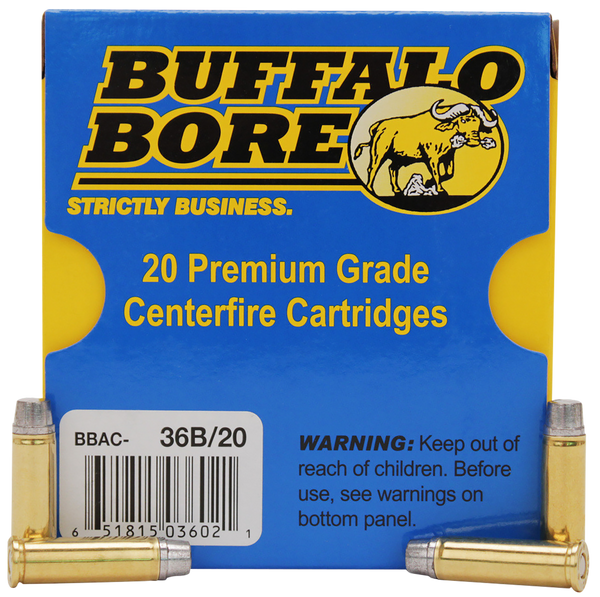 BUFFALO
BORE
STRICTLY BUSINESS.
20 Premium Grade
Centerfire Cartridges
BBAC- 36B/20
6 51815 03602 1
WARNING: Keep out of
reach of children. Before
use, see warnings on
bottom panel.